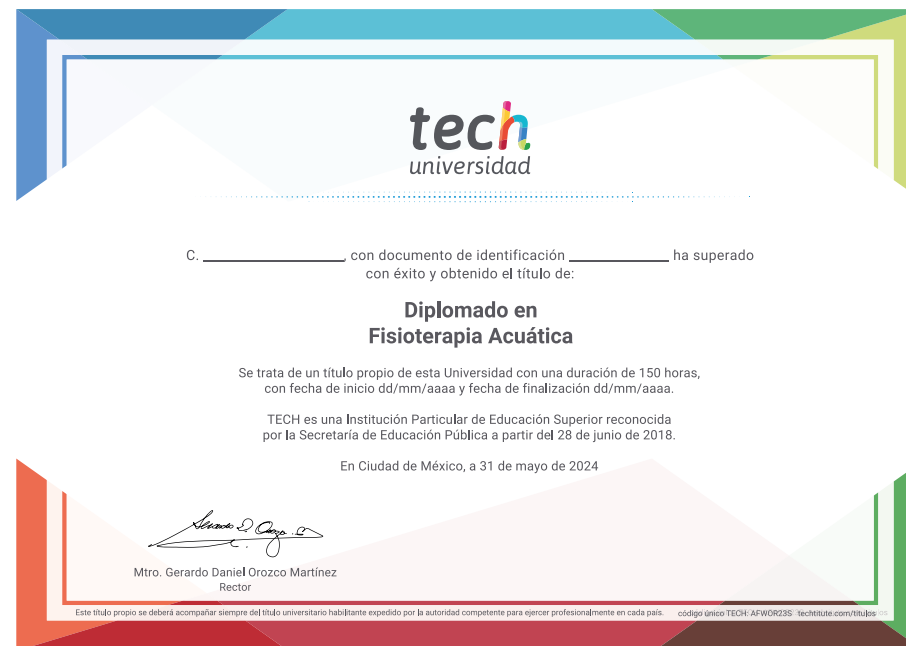 tech
universidad
C. ____________, con documento de identificación ____________ ha superado
con éxito y obtenido el título de:
Diplomado en
Fisioterapia Acuática
Se trata de un título propio de esta Universidad con una duración de 150 horas,
con fecha de inicio dd/mm/aaaa y fecha de finalización dd/mm/aaaa.
TECH es una Institución Particular de Educación Superior reconocida
por la Secretaría de Educación Pública a partir del 28 de junio de 2018.
En Ciudad de México, a 31 de mayo de 2024
Mtro. Gerardo Daniel Orozco Martínez
Rector
Este título propio se deberá acompañar siempre del título universitario habilitante expedido por la autoridad competente para ejercer profesionalmente en cada país. código único TECH: AFWOR23S techtitute.com/titulos